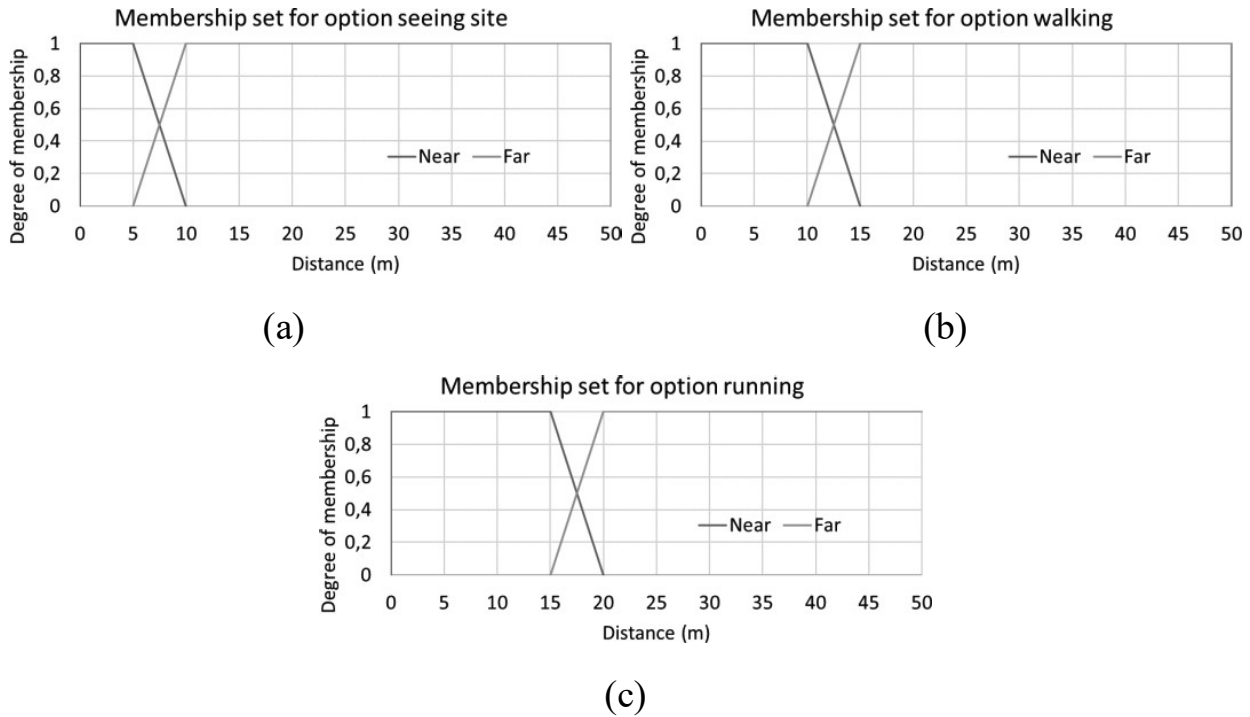 Membership set for option seeing site
Degree of membership
1
0,8
0,6
0,4
0,2
0
Near Far
0 5 10 15 20 25 30 35 40 45 50
Distance (m)
(a)
Membership set for option walking
Degree of membership
1
0,8
0,6
0,4
0,2
0
Near Far
0 5 10 15 20 25 30 35 40 45 50
Distance (m)
(b)
Membership set for option running
Degree of membership
1
0,8
0,6
0,4
0,2
0
Near Far
0 5 10 15 20 25 30 35 40 45 50
Distance (m)
(c)